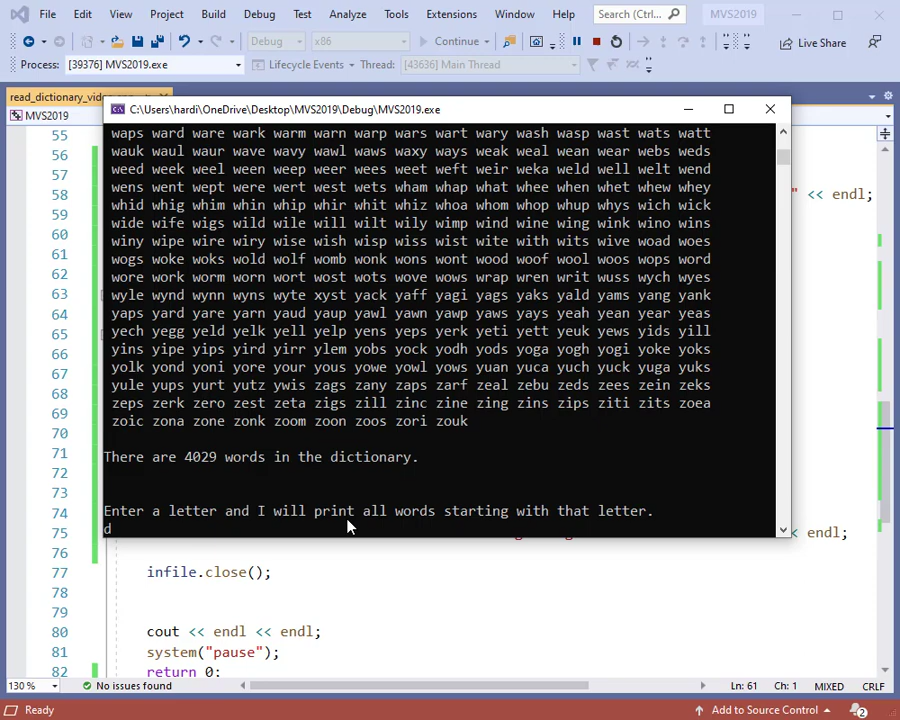 File Edit View Project Build Debug Test Analyze Tools Extensions Window Help Search (Ctrl... MVS2019
Debug x86 Continue Live Share
Process: [39376] MVS2019.exe Lifecycle Events Thread: [43636] Main Thread
MVS2019
C:\Users\hardi\OneDrive\Desktop\MVS2019\Debug\MVS2019.exe
waps ward ware wark warm warn warp wars wart wary wash wasp wast wats watt
wauk waul waur wave wavy wawl waws waxy ways weak weal wean wear webs weds
weed week weel ween weep weer wees weet weft weir weka weld well welt wend
wens went wept were wert west wets wham whap what whee when whet whew whey
whid whig whim whin whip whir whit whiz whoa whom whop whup whys wich wick
wide wife wigs wild wile will wilt wily wimp wind wine wing wink wino wins
winy wipe wire wiry wise wish wisp wiss wist wite with wits wive woad woes
wogs woke woks wold wolf womb wonk wons wont wood woof wool woos wops word
wore work worm worn wort wost wots wove wows wrap wren writ wuss wych wyes
wyle wynd wynn wyns wyte xyst yack yaff yagi yags yaks yald yams yang yank
yaps yard yare yarn yaud yaup yawl yawn yawp yaws yays yeah yean year yeas
yech yegg yeld yelk yell yelp yens yeps yerk yeti yett yeuk yews yids yill
yins yipe yips yird yirr ylem yobs yock yodh yods yoga yogh yogi yoke yoks
yolk yond yoni yore your yous yowe yowl yows yuan yuca yuch yuck yuga yuks
yule yups yurt yutz ywis zags zany zaps zarf zeal zebu zeds zees zein zeks
zeps zerk zero zest zeta zigs zill zinc zine zing zins zips ziti zits zoea
zoic zona zone zonk zoom zoon zoos zori zouk
There are 4029 words in the dictionary.
Enter a letter and I will print all words starting with that letter.
d
55
56
57
58 " << endl;
59
60
61
62
63
64
65
66
67
68
69
70
71
72
73
74
75 < endl;
76
77 infile.close();
78
79
80 cout << endl << endl;
81 system("pause");
82 return 0;
130 % No issues found Ln: 61 Ch: 1 MIXED CRLF
Ready Add to Source Control 2